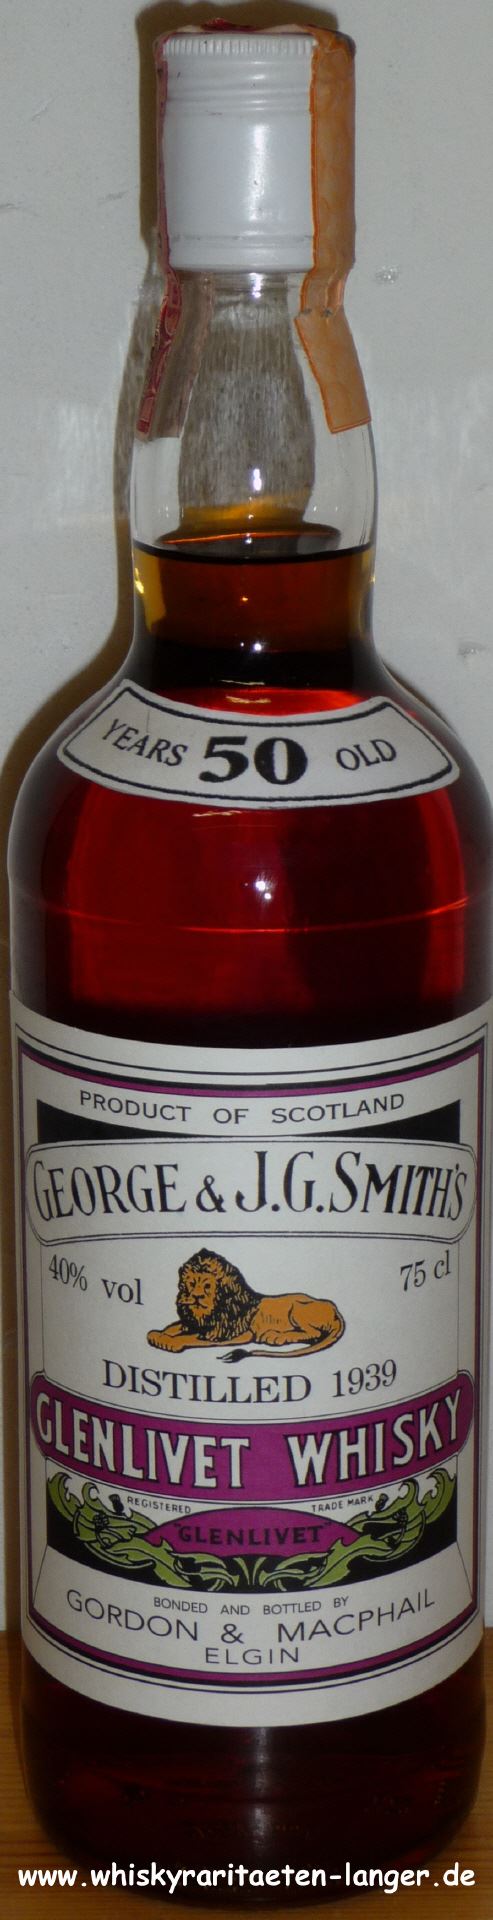 YEARS 50 OLD
PRODUCT OF SCOTLAND
GEORGE & J.G. SMITH'S
40% vol 75 cl
DISTILLED 1939
GLENLIVET WHISKY
REGISTERED TRADE MARK
"GLENLIVET"
BONDED AND BOTTLED BY
GORDON & MACPHAIL
ELGIN
www.whiskyraritaeten-langer.de